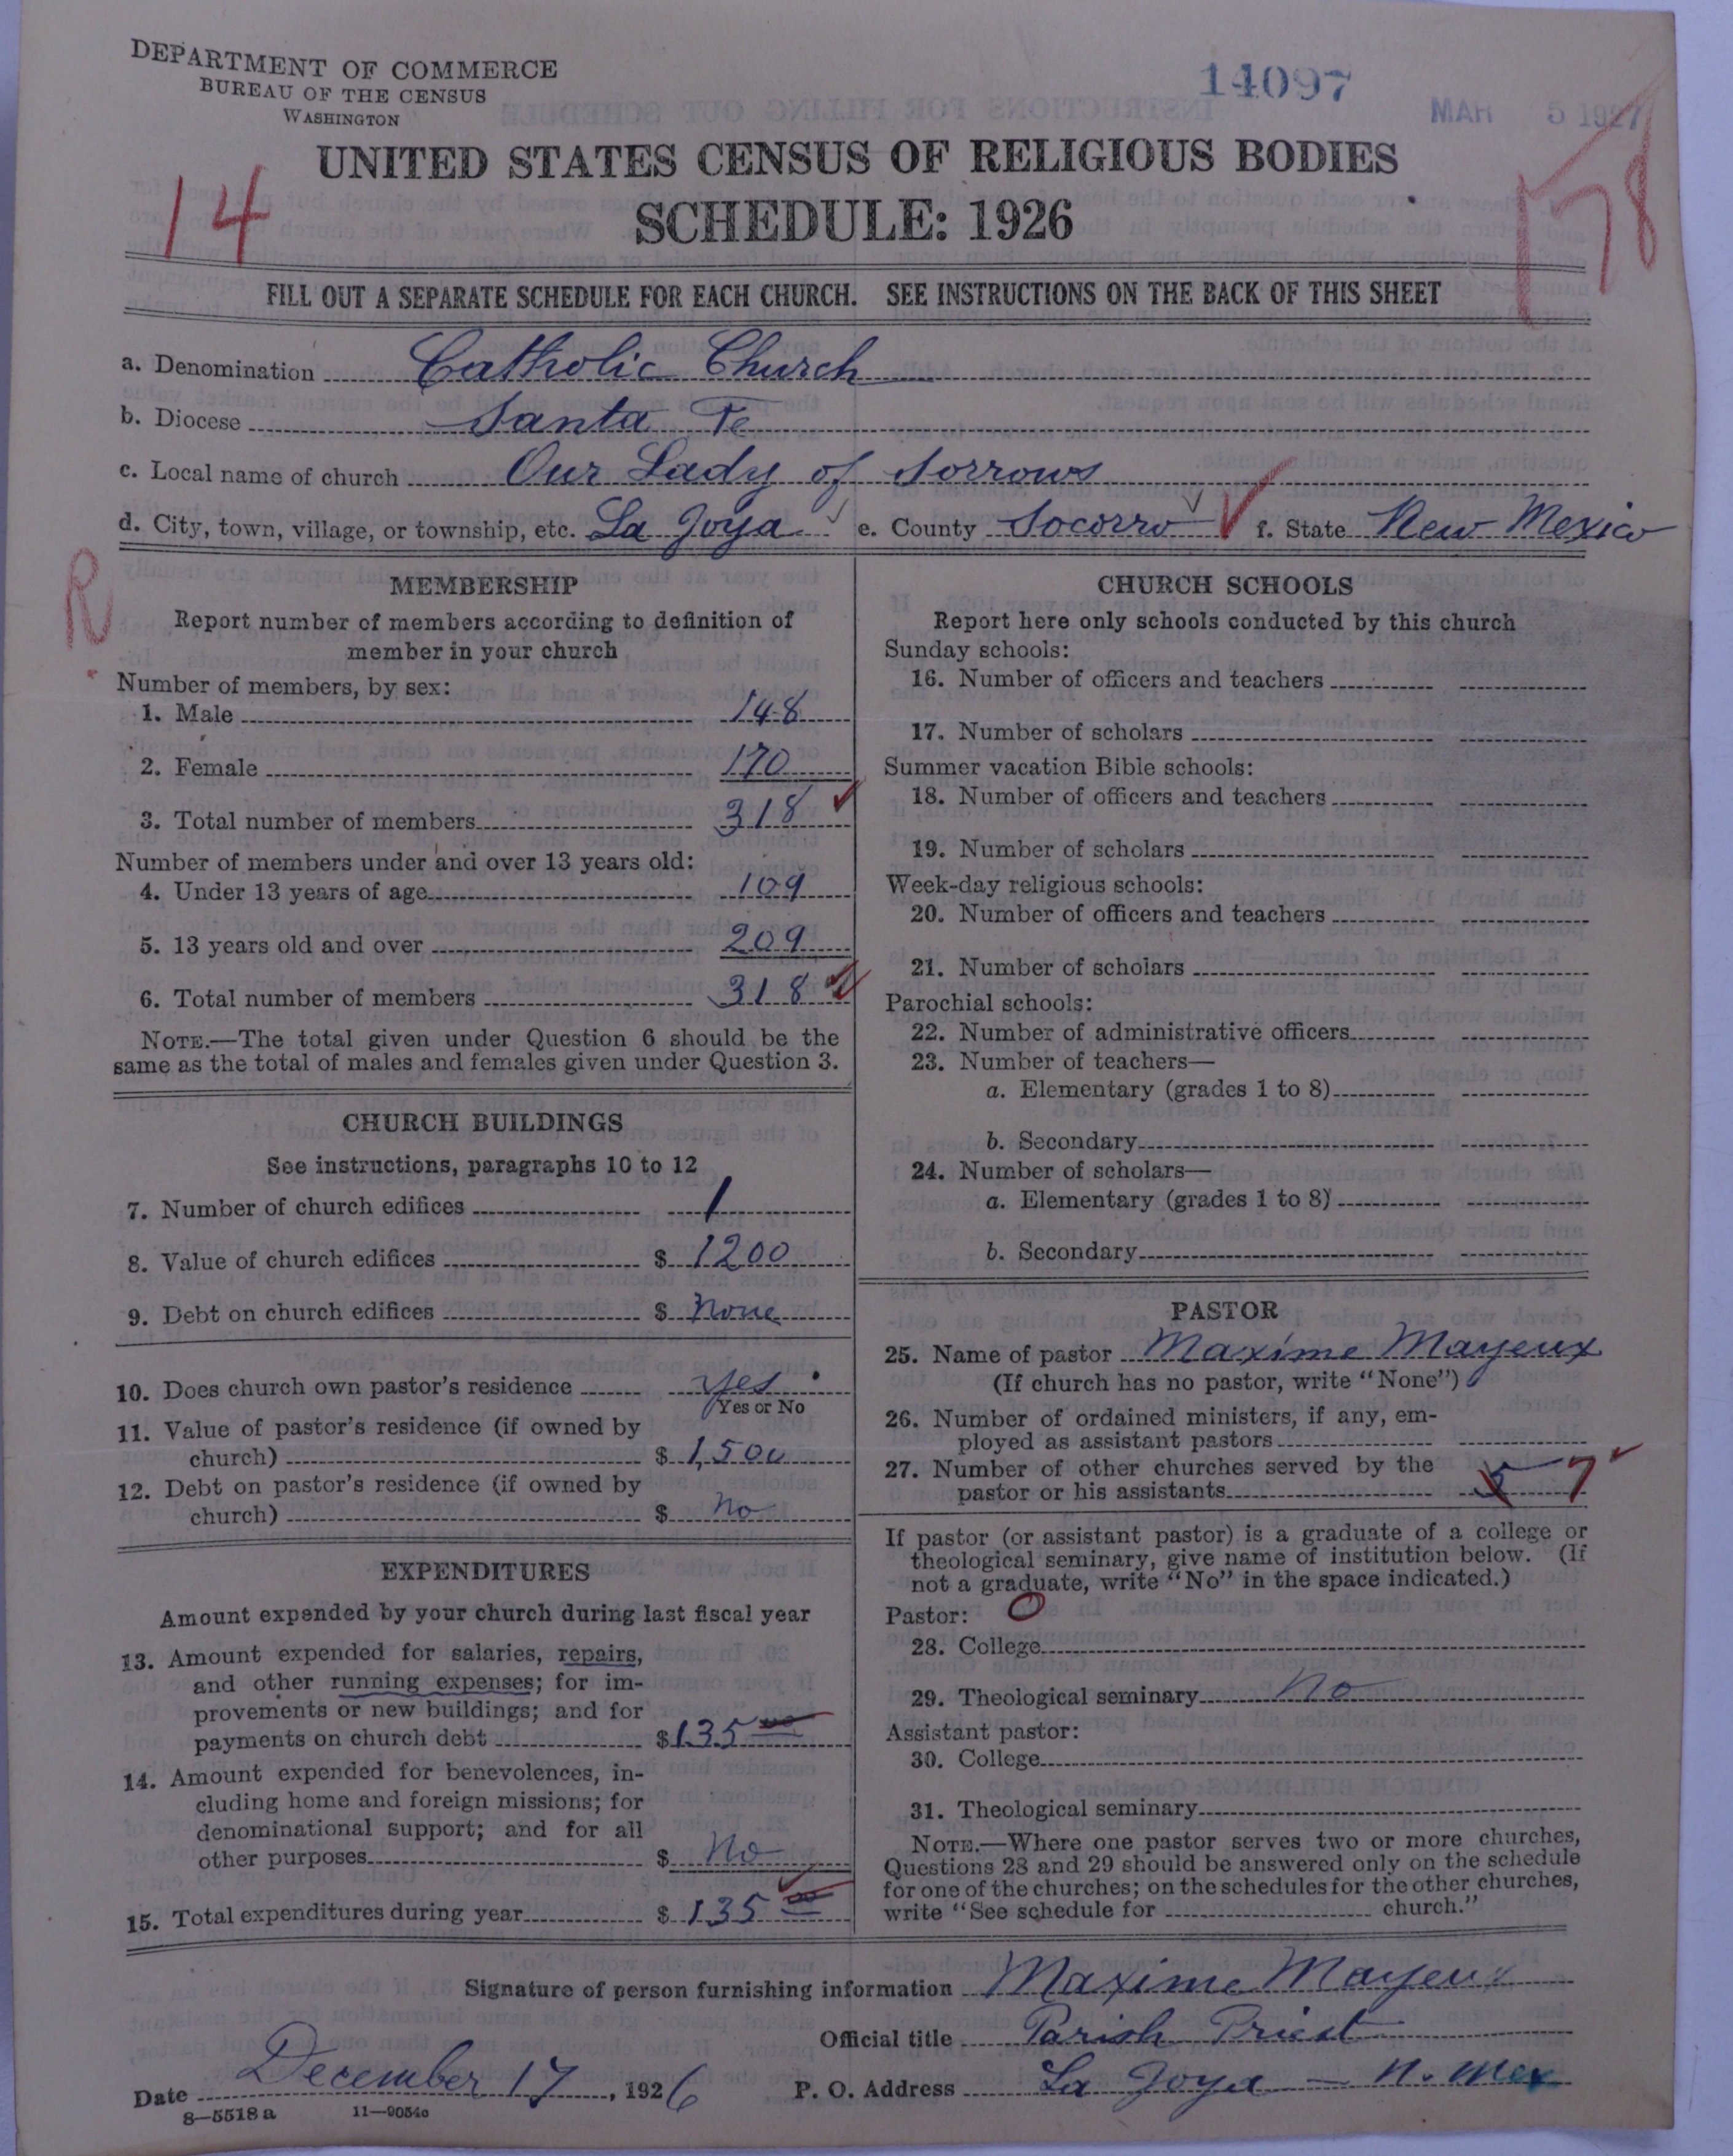 DEPARTMENT OF COMMERCE
BUREAU OF THE CENSUS
WASHINGTON
14097
MAR 5 1927
UNITED STATES CENSUS OF RELIGIOUS BODIES
14
SCHEDULE: 1926
FILL OUT A SEPARATE SCHEDULE FOR EACH CHURCH. SEE INSTRUCTIONS ON THE BACK OF THIS SHEET
a. Denomination Catholic Church
b. Diocese Santa Fe
c. Local name of church Our Lady of Sorrows
d. City, town, village, or township, etc. La Joya e. County Socorro f. State New Mexico
R
MEMBERSHIP
Report number of members according to definition of
member in your church
Number of members, by sex:
1. Male 148
2. Female 170
3. Total number of members 318
Number of members under and over 13 years old:
4. Under 13 years of age 109
5. 13 years old and over 209
6. Total number of members 318
NOTE.—The total given under Question 6 should be the
same as the total of males and females given under Question 3.
CHURCH BUILDINGS
See instructions, paragraphs 10 to 12
7. Number of church edifices 1
8. Value of church edifices $ 1200
9. Debt on church edifices $ None
10. Does church own pastor's residence yes
Yes or No
11. Value of pastor's residence (if owned by
church) $ 1,500
12. Debt on pastor's residence (if owned by
church) $ No
EXPENDITURES
Amount expended by your church during last fiscal year
13. Amount expended for salaries, repairs,
and other running expenses; for im-
provements or new buildings; and for
payments on church debt $ 135 00
14. Amount expended for benevolences, in-
cluding home and foreign missions; for
denominational support; and for all
other purposes $ No
15. Total expenditures during year $ 135 00
CHURCH SCHOOLS
Report here only schools conducted by this church
Sunday schools:
16. Number of officers and teachers
17. Number of scholars
Summer vacation Bible schools:
18. Number of officers and teachers
19. Number of scholars
Week-day religious schools:
20. Number of officers and teachers
21. Number of scholars
Parochial schools:
22. Number of administrative officers
23. Number of teachers—
a. Elementary (grades 1 to 8)
b. Secondary
24. Number of scholars—
a. Elementary (grades 1 to 8)
b. Secondary
PASTOR
25. Name of pastor Maxime Mayeux
(If church has no pastor, write "None")
26. Number of ordained ministers, if any, em-
ployed as assistant pastors
27. Number of other churches served by the
pastor or his assistants 5 7
If pastor (or assistant pastor) is a graduate of a college or
theological seminary, give name of institution below. (If
not a graduate, write "No" in the space indicated.)
Pastor: O
28. College
29. Theological seminary No
Assistant pastor:
30. College
31. Theological seminary
NOTE.—Where one pastor serves two or more churches,
Questions 28 and 29 should be answered only on the schedule
for one of the churches; on the schedules for the other churches,
write "See schedule for church."
Signature of person furnishing information Maxime Mayeux
Official title Parish Priest
Date December 17, 1926 P. O. Address La Joya — N. Mex
8—5518 a 11—9054c